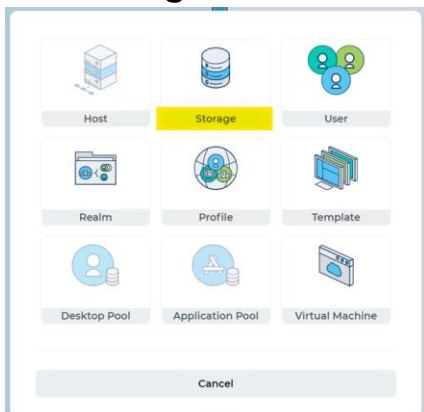 Host
Storage
User
Realm
Profile
Template
Desktop Pool
Application Pool
Virtual Machine
Cancel